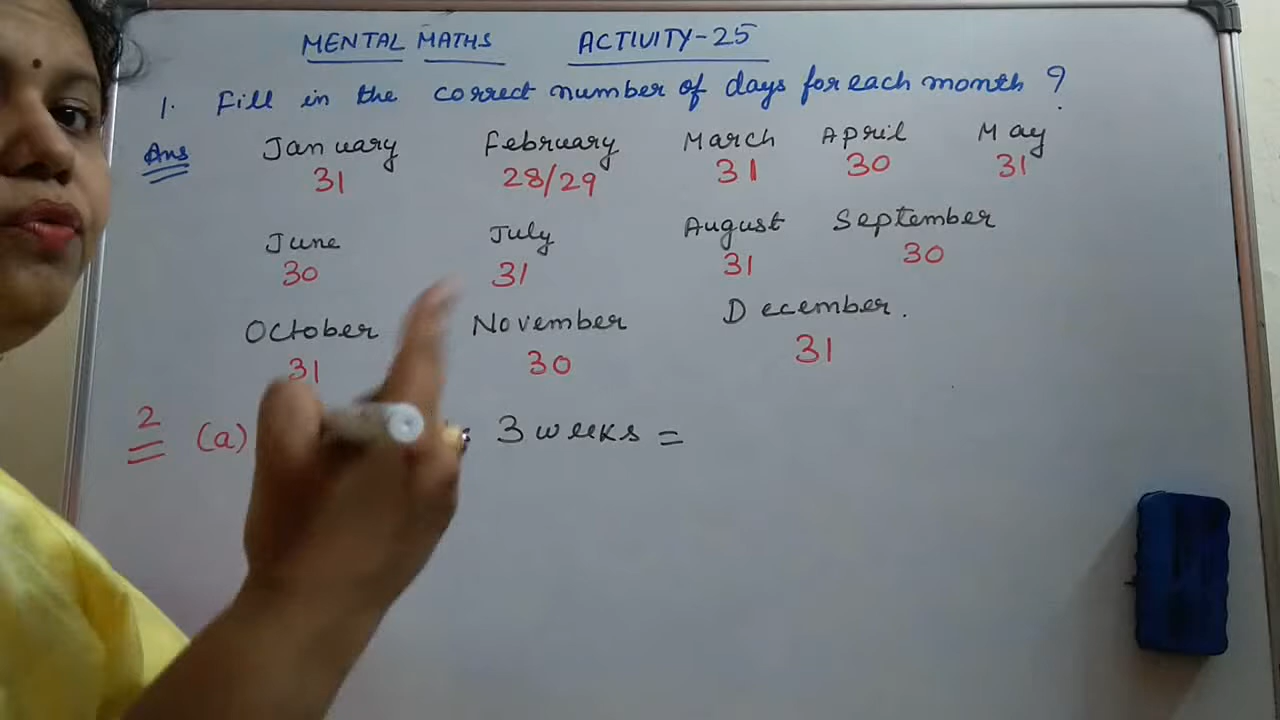 MENTAL MATHS ACTIVITY-25
1. Fill in the correct number of days for each month ?
Ans January February March April May
31 28/29 31 30 31
June July August September
30 31 31 30
October November December.
31 30 31
2 (a) 3 weeks =